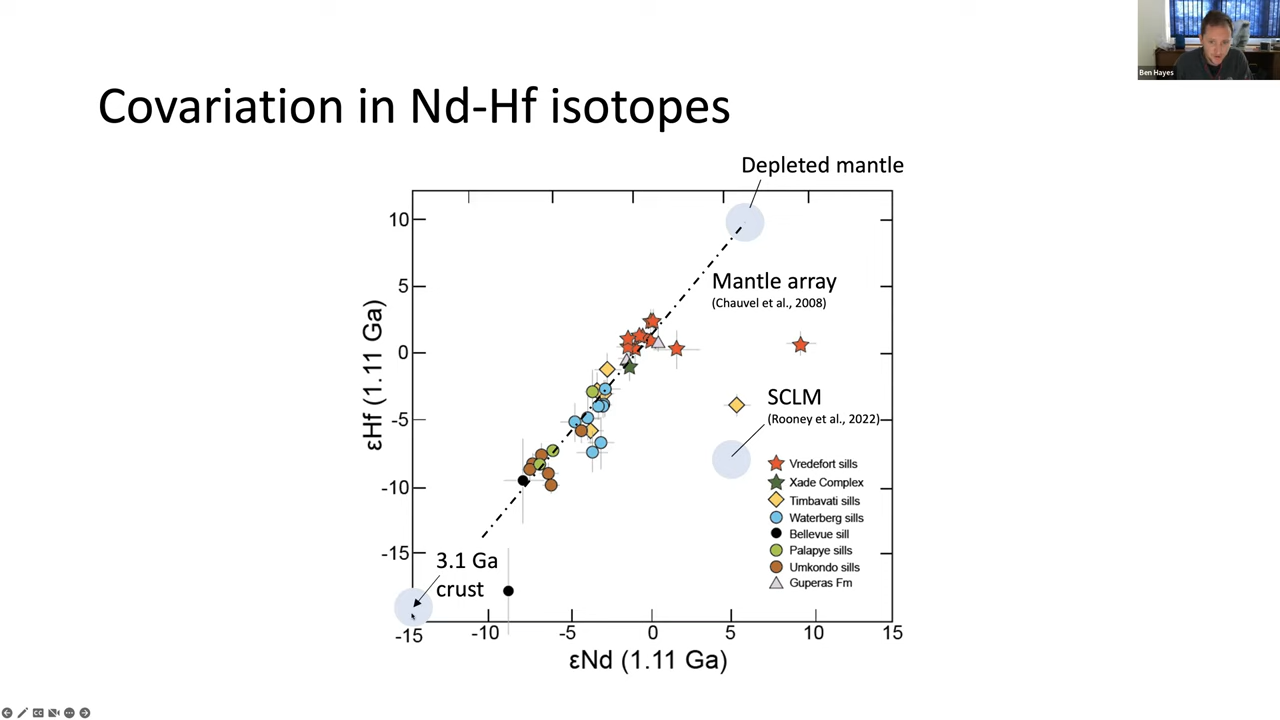 Ben Hayes
Covariation in Nd-Hf isotopes
Depleted mantle
Mantle array
(Chauvel et al., 2008)
SCLM
(Rooney et al., 2022)
Vredefort sills
Xade Complex
Timbavati sills
Waterberg sills
Bellevue sill
Palapye sills
Umkondo sills
Guperas Fm
3.1 Ga
crust
εHf (1.11 Ga)
10
5
0
-5
-10
-15
-15
-10
-5
0
5
10
15
εNd (1.11 Ga)